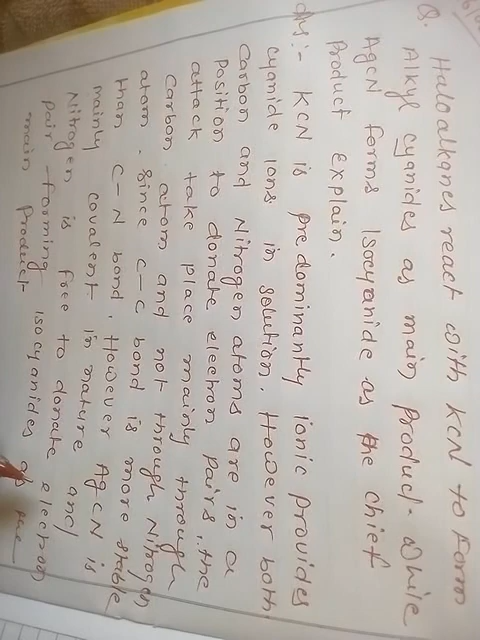 Q. Haloalkanes react with KCN to form
Alkyl cyanides as main product. while
AgCN forms Isocyanide as the chief
Product Explain.
Ans:- KCN is predominantly ionic provides
cyanide Ions in solution. However both
Carbon and Nitrogen atoms are in a
Position to donate electron pairs. the
attack take place mainly through
Carbon atom and not through Nitrogen
atom. Since C-C bond is more stable
than C-N bond. However AgCN is
mainly covalent in nature and
Nitrogen is free to donate electron
pair forming isocyanides as the
main product